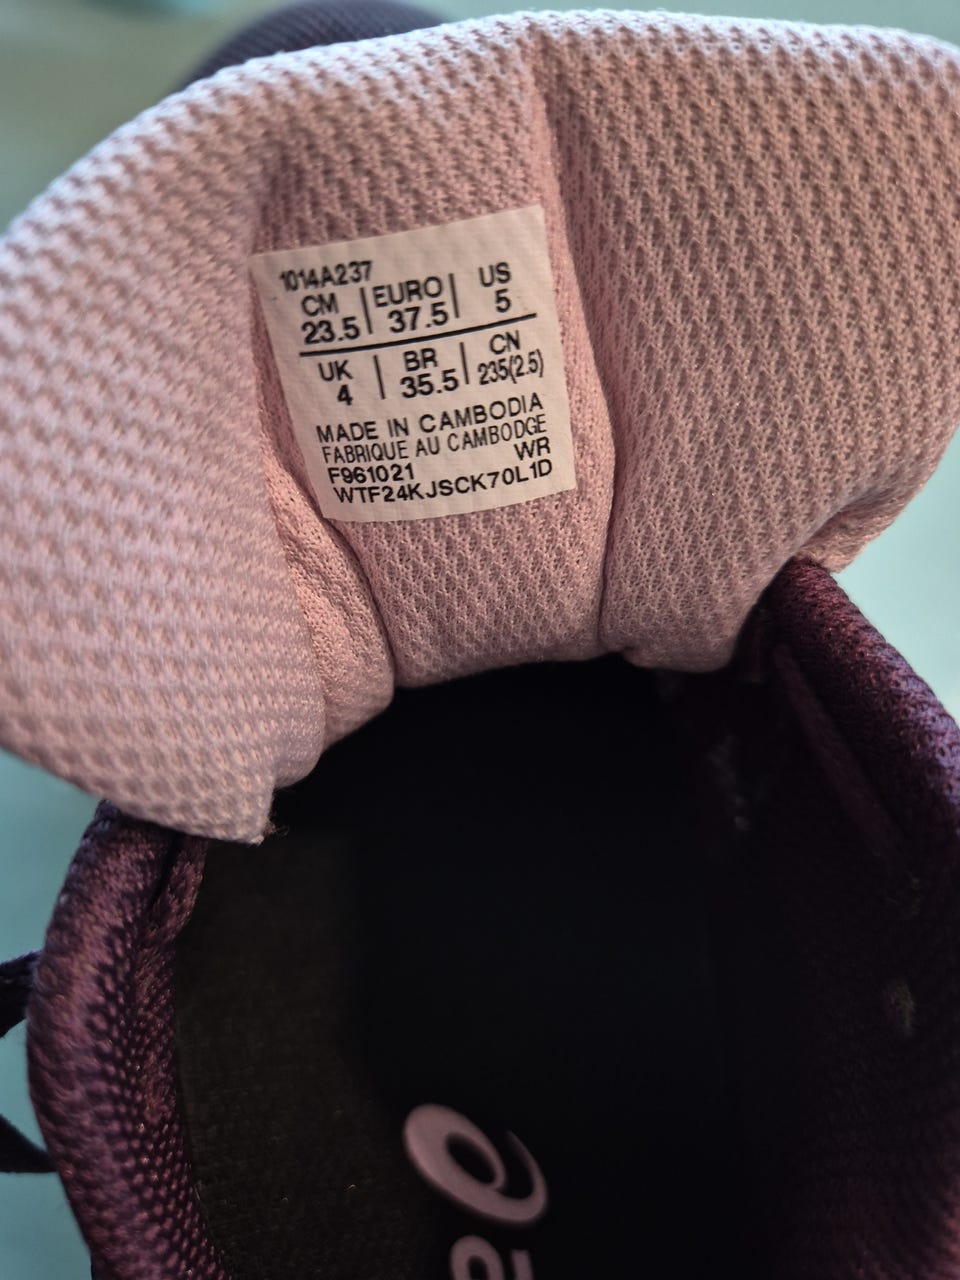 1014A237
CM | EURO | US
23.5 | 37.5 | 5
UK | BR | CN
4 | 35.5 | 235(2.5)
MADE IN CAMBODIA
FABRIQUE AU CAMBODGE
F961021 WR
WTF24KJSCK70L1D